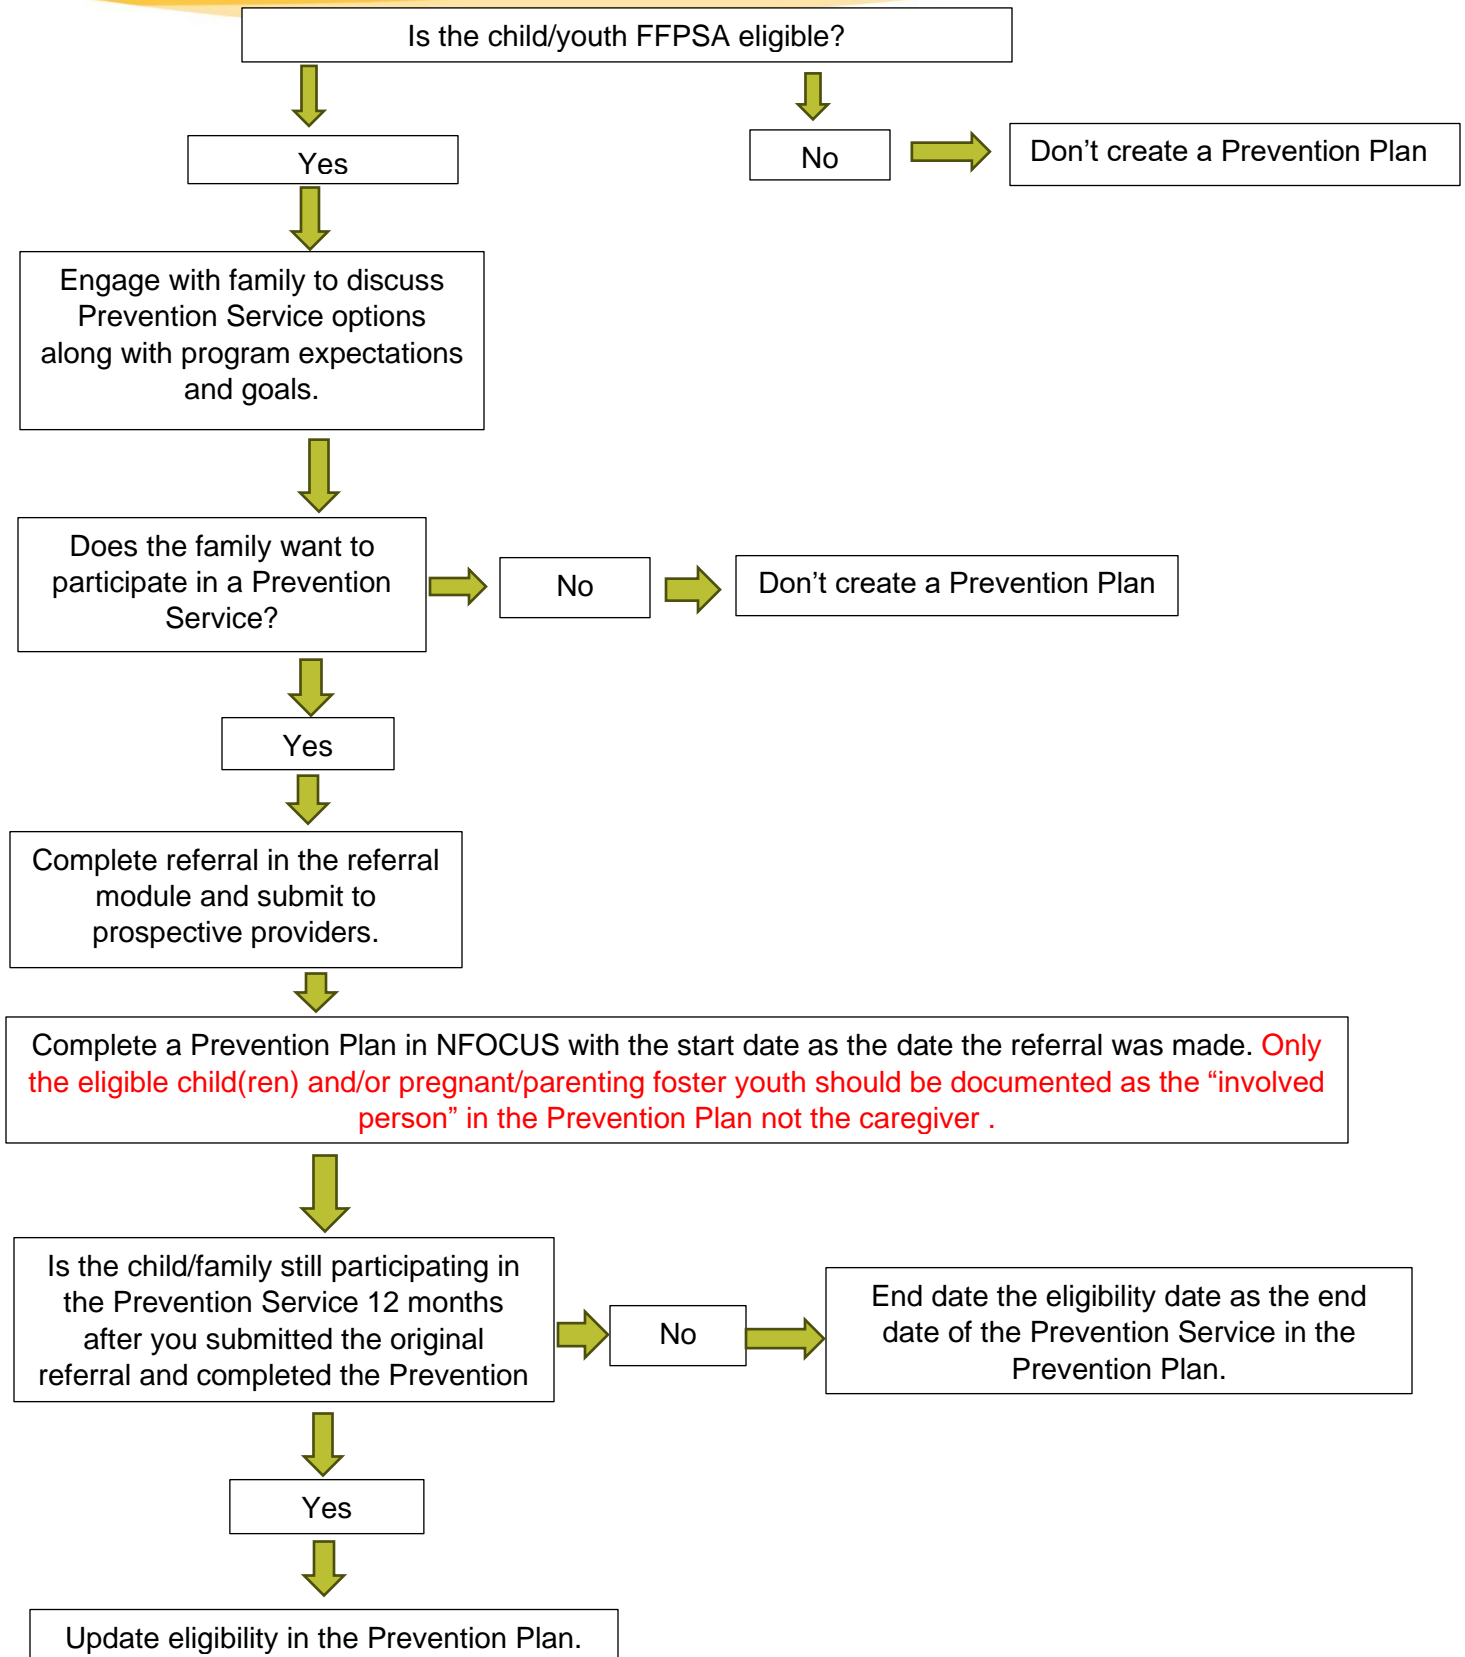 Is the child/youth FFPSA eligible?
Yes
No
Don’t create a Prevention Plan
Engage with family to discuss
Prevention Service options
along with program expectations
and goals.
Does the family want to
participate in a Prevention
Service?
No
Don’t create a Prevention Plan
Yes
Complete referral in the referral
module and submit to
prospective providers.
Complete a Prevention Plan in NFOCUS with the start date as the date the referral was made. Only
the eligible child(ren) and/or pregnant/parenting foster youth should be documented as the “involved
person” in the Prevention Plan not the caregiver .
Is the child/family still participating in
the Prevention Service 12 months
after you submitted the original
referral and completed the Prevention
No
End date the eligibility date as the end
date of the Prevention Service in the
Prevention Plan.
Yes
Update eligibility in the Prevention Plan.